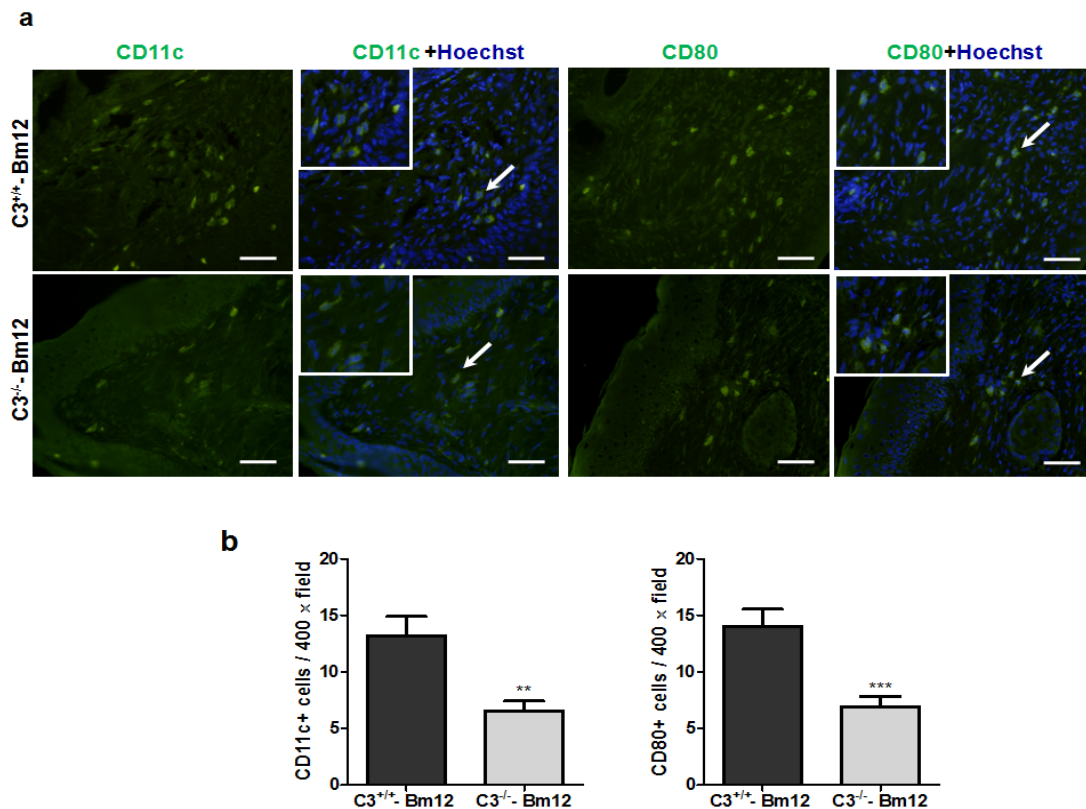 a
CD11c
CD11c +Hoechst
CD80
CD80+Hoechst
C3+/+- Bm12
C3-/-- Bm12
b
CD11c+ cells / 400 × field
20
15
10
5
0
**
C3+/+- Bm12
C3-/-- Bm12
CD80+ cells / 400 × field
20
15
10
5
0
***
C3+/+- Bm12
C3-/-- Bm12